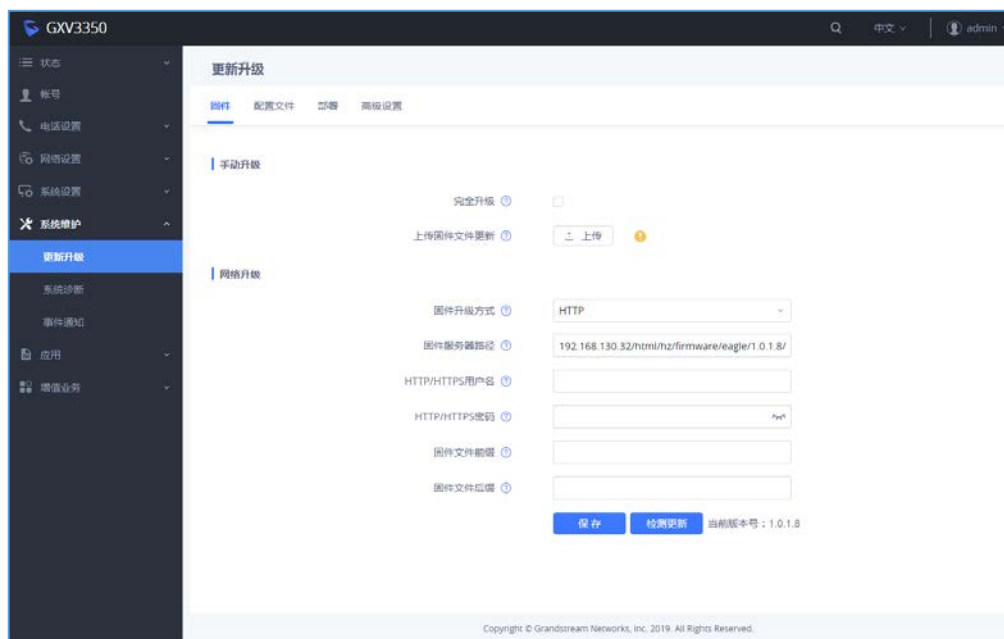 GXV3350
中文
admin
状态
帐号
电话设置
网络设置
系统设置
系统维护
更新升级
系统诊断
事件通知
应用
增值业务
更新升级
固件 配置文件 部署 高级设置
手动升级
完全升级
上传固件文件更新 上传
网络升级
固件升级方式 HTTP
固件服务器路径 192.168.130.32/html/hz/firmware/eagle/1.0.1.8/
HTTP/HTTPS用户名
HTTP/HTTPS密码
固件文件前缀
固件文件后缀
保存 检测更新 当前版本号：1.0.1.8
Copyright © Grandstream Networks, Inc. 2019. All Rights Reserved.